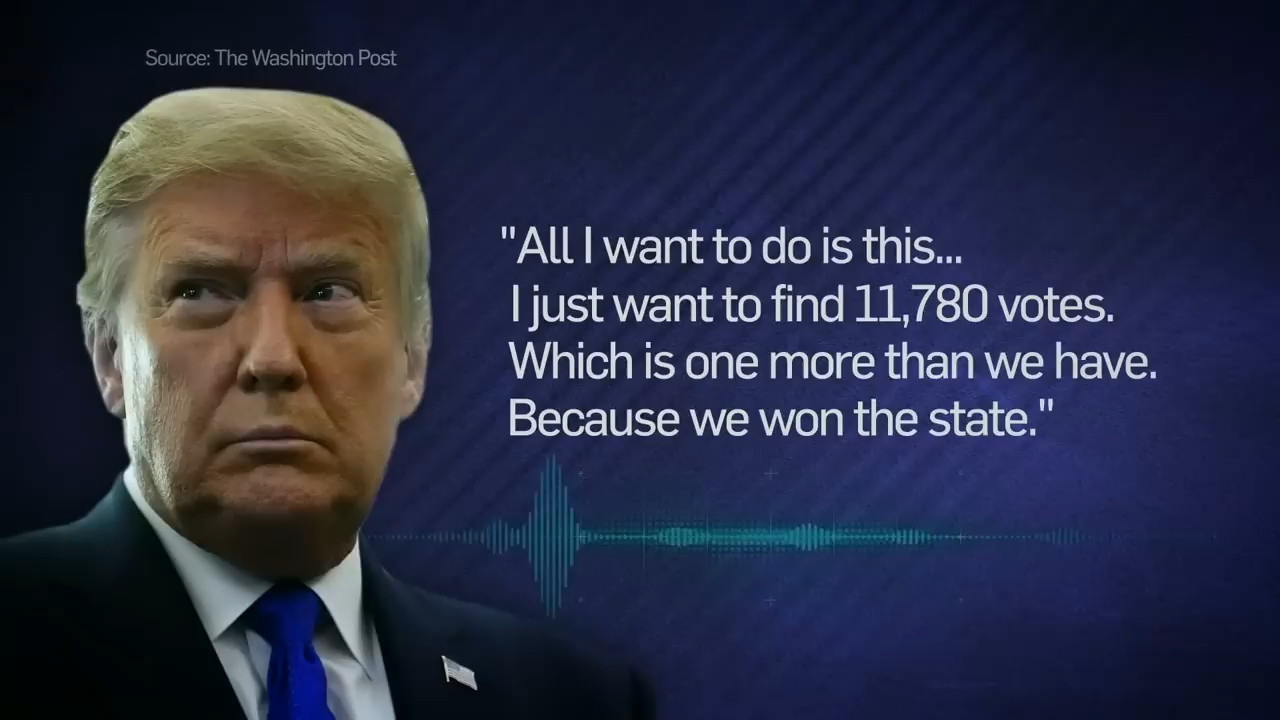 Source: The Washington Post
"All I want to do is this...
I just want to find 11,780 votes.
Which is one more than we have.
Because we won the state."